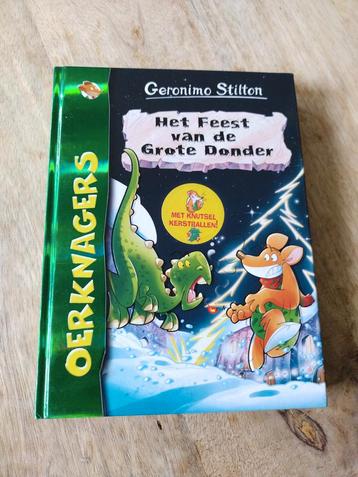 Geronimo Stilton
Het Feest
van de
Grote Donder
OERKNAGERS
MET KNUTSEL
KERSTBALLEN!